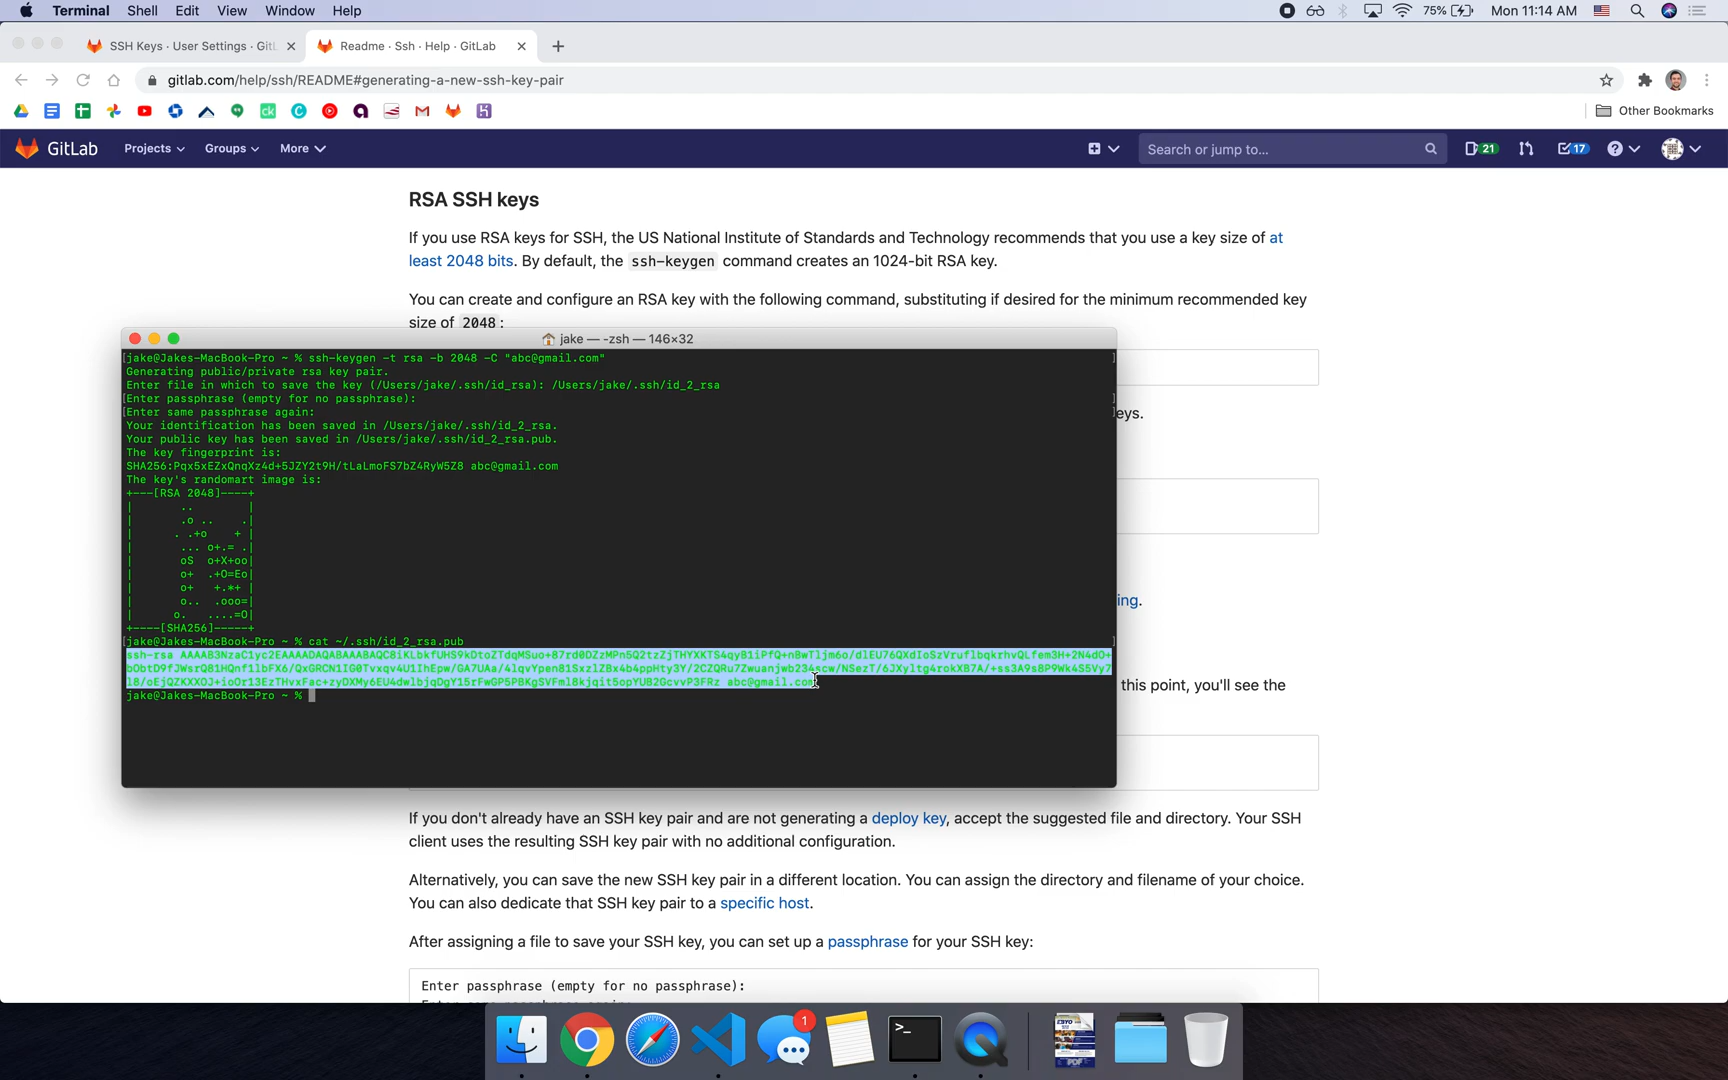 Terminal Shell Edit View Window Help 75% Mon 11:14 AM
SSH Keys · User Settings · GitL Readme · Ssh · Help · GitLab
gitlab.com/help/ssh/README#generating-a-new-ssh-key-pair
Other Bookmarks
GitLab Projects Groups More Search or jump to... 21 17
RSA SSH keys
If you use RSA keys for SSH, the US National Institute of Standards and Technology recommends that you use a key size of at
least 2048 bits. By default, the ssh-keygen command creates an 1024-bit RSA key.
You can create and configure an RSA key with the following command, substituting if desired for the minimum recommended key
size of 2048:
jake — -zsh — 146×32
jake@Jakes-MacBook-Pro ~ % ssh-keygen -t rsa -b 2048 -C "abc@gmail.com"
Generating public/private rsa key pair.
Enter file in which to save the key (/Users/jake/.ssh/id_rsa): /Users/jake/.ssh/id_2_rsa
Enter passphrase (empty for no passphrase):
Enter same passphrase again:
Your identification has been saved in /Users/jake/.ssh/id_2_rsa.
Your public key has been saved in /Users/jake/.ssh/id_2_rsa.pub.
The key fingerprint is:
SHA256:Pqx5xEZxQnqXz4d+5JZY2t9H/tLaLmoFS7bZ4RyW5Z8 abc@gmail.com
The key's randomart image is:
+---[RSA 2048]----+
| .. |
| .o .. .|
| . .+o + |
| ... o+.= .|
| oS o+X+oo|
| o+ .+O=Eo|
| o+ +.*+ |
| o.. .ooo=|
| o. ....=O|
+----[SHA256]-----+
jake@Jakes-MacBook-Pro ~ % cat ~/.ssh/id_2_rsa.pub
ssh-rsa
abc@gmail.com
jake@Jakes-MacBook-Pro ~ %
eys.
ing.
this point, you'll see the
If you don't already have an SSH key pair and are not generating a deploy key, accept the suggested file and directory. Your SSH
client uses the resulting SSH key pair with no additional configuration.
Alternatively, you can save the new SSH key pair in a different location. You can assign the directory and filename of your choice.
You can also dedicate that SSH key pair to a specific host.
After assigning a file to save your SSH key, you can set up a passphrase for your SSH key:
Enter passphrase (empty for no passphrase):
1